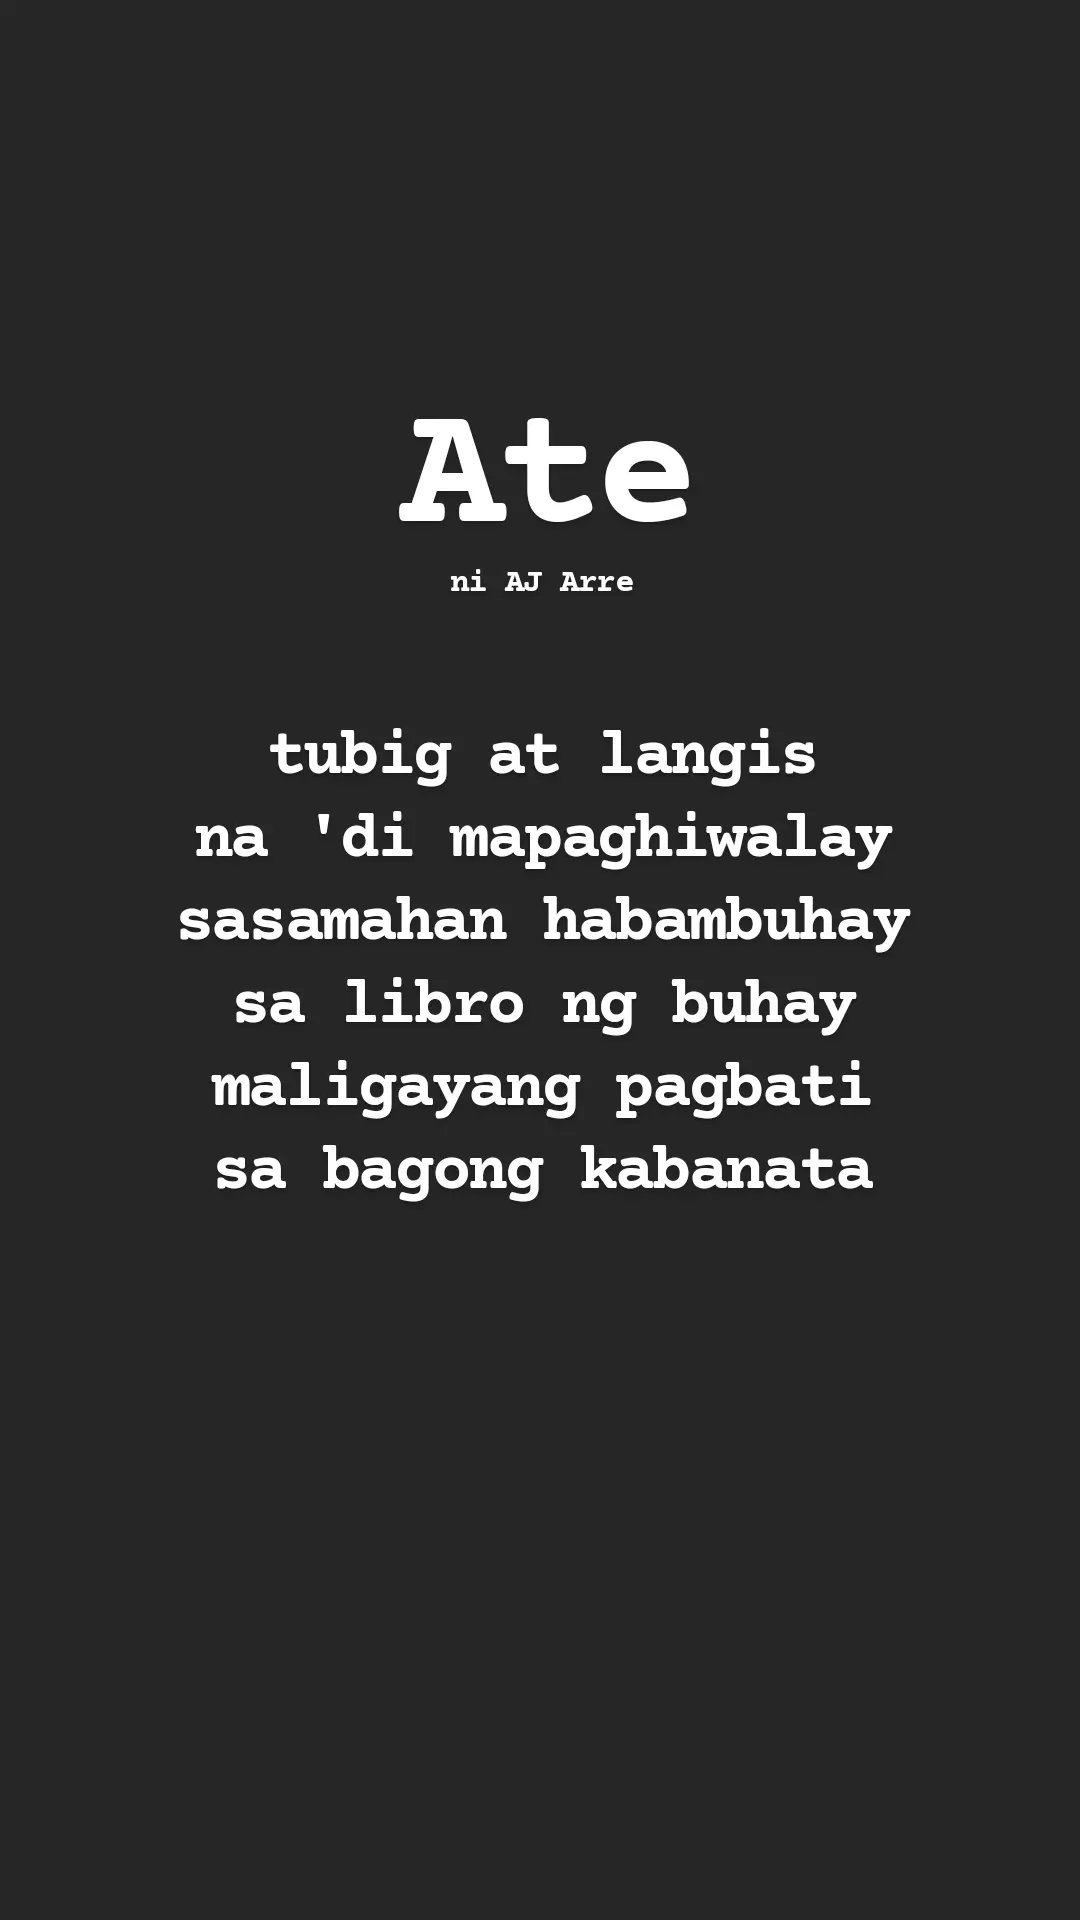 Ate
ni AJ Arre
tubig at langis
na 'di mapaghiwalay
sasamahan habambuhay
sa libro ng buhay
maligayang pagbati
sa bagong kabanata